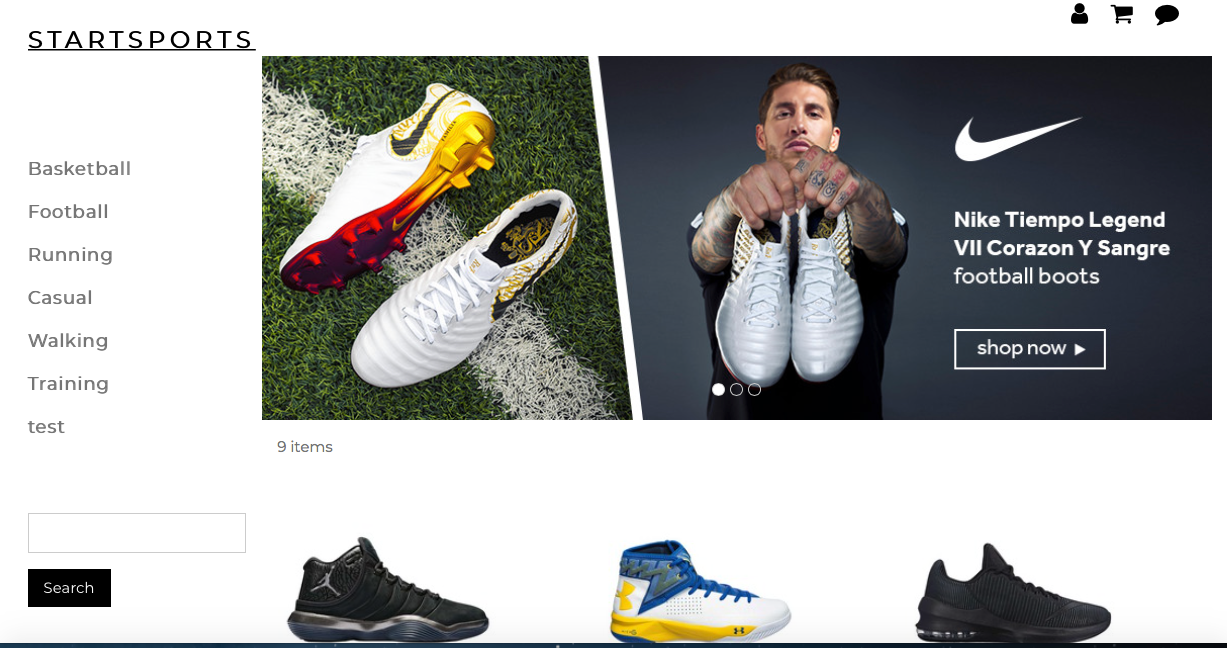 STARTSPORTS
Basketball
Football
Running
Casual
Walking
Training
test
Search
Nike Tiempo Legend
VII Corazon Y Sangre
football boots
shop now
9 items